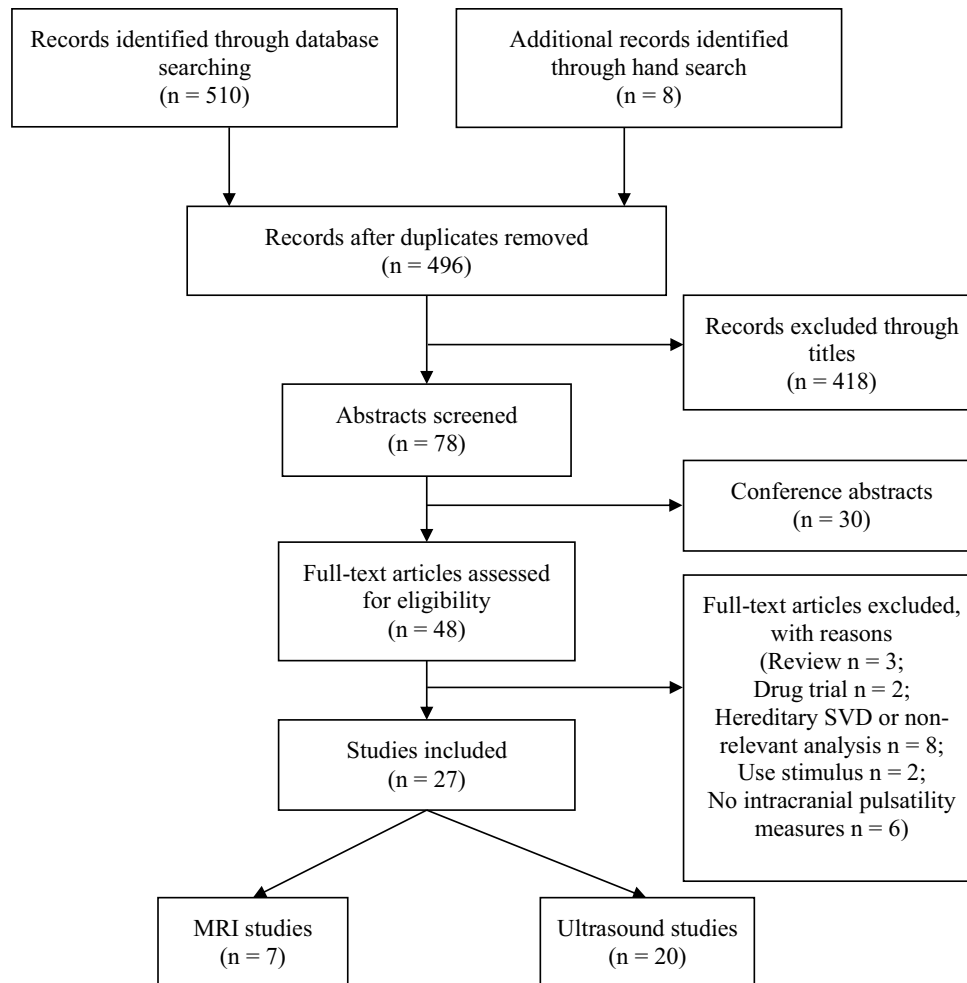 Records identified through database
searching
(n = 510)
Additional records identified
through hand search
(n = 8)
Records after duplicates removed
(n = 496)
Records excluded through
titles
(n = 418)
Abstracts screened
(n = 78)
Conference abstracts
(n = 30)
Full-text articles assessed
for eligibility
(n = 48)
Full-text articles excluded,
with reasons
(Review n = 3;
Drug trial n = 2;
Hereditary SVD or non-
relevant analysis n = 8;
Use stimulus n = 2;
No intracranial pulsatility
measures n = 6)
Studies included
(n = 27)
MRI studies
(n = 7)
Ultrasound studies
(n = 20)